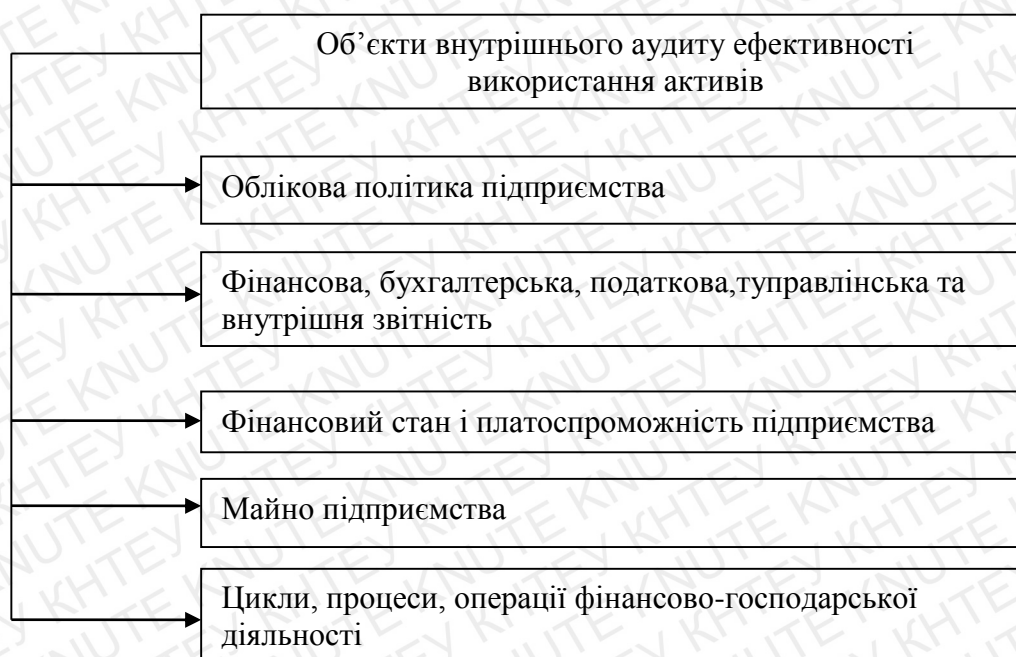 Об’єкти внутрішнього аудиту ефективності
використання активів
Облікова політика підприємства
Фінансова, бухгалтерська, податкова,туправлінська та
внутрішня звітність
Фінансовий стан і платоспроможність підприємства
Майно підприємства
Цикли, процеси, операції фінансово-господарської
діяльності